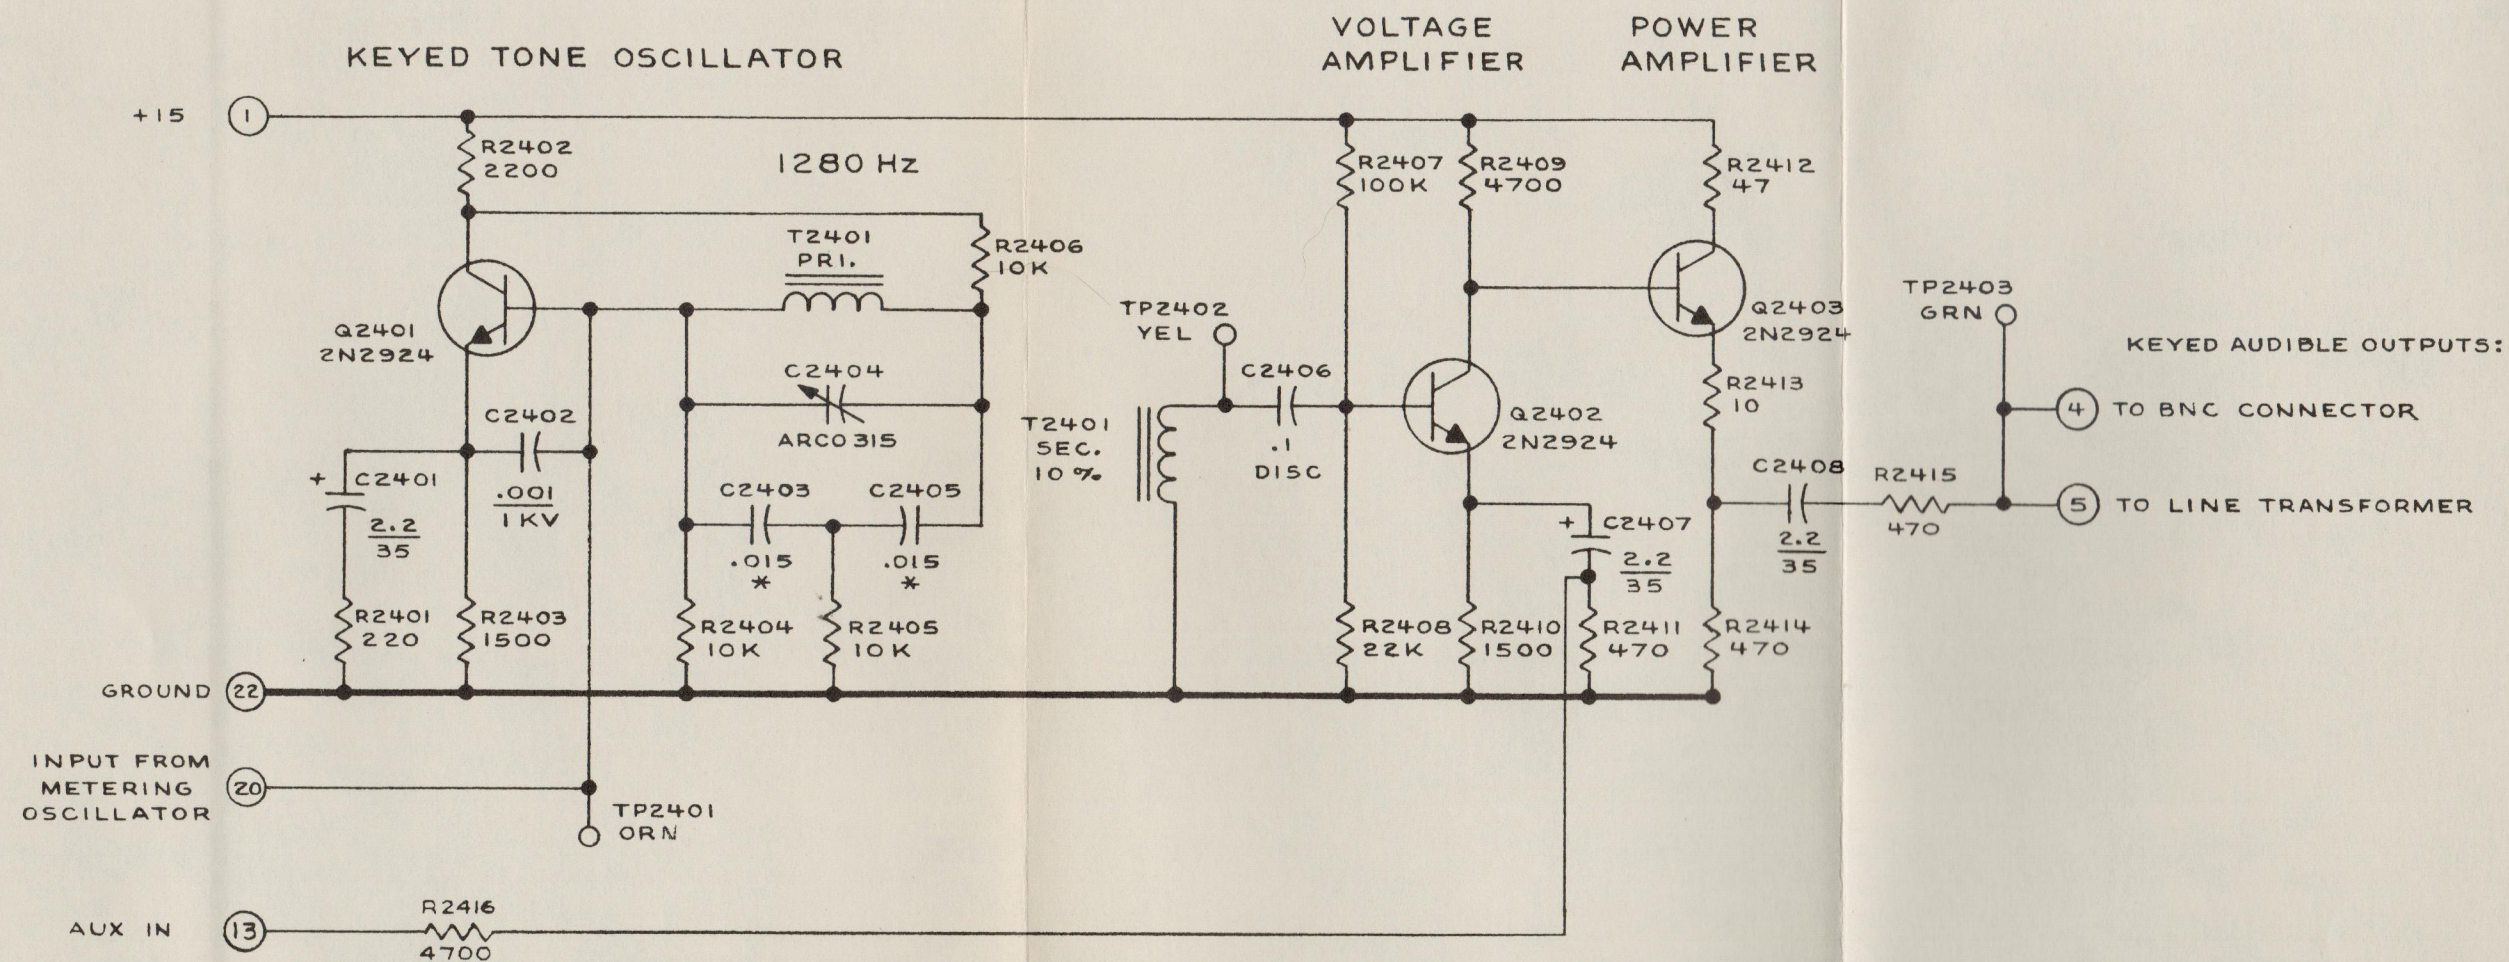 KEYED TONE OSCILLATOR
VOLTAGE
AMPLIFIER
POWER
AMPLIFIER
+15
1
R2402
2200
1280 Hz
R2407
100K
R2409
4700
R2412
47
T2401
PRI.
R2406
10K
Q2401
2N2924
TP2402
YEL
Q2403
2N2924
TP2403
GRN
KEYED AUDIBLE OUTPUTS:
C2404
ARCO 315
C2406
.1
DISC
R2413
10
4
TO BNC CONNECTOR
C2402
.001
1KV
T2401
SEC.
10%
Q2402
2N2924
+
C2401
2.2
35
C2403
.015
*
C2405
.015
*
C2408
2.2
35
R2415
470
5
TO LINE TRANSFORMER
+
C2407
2.2
35
R2401
220
R2403
1500
R2404
10K
R2405
10K
R2408
22K
R2410
1500
R2411
470
R2414
470
GROUND
22
INPUT FROM
METERING
OSCILLATOR
20
TP2401
ORN
AUX IN
13
R2416
4700